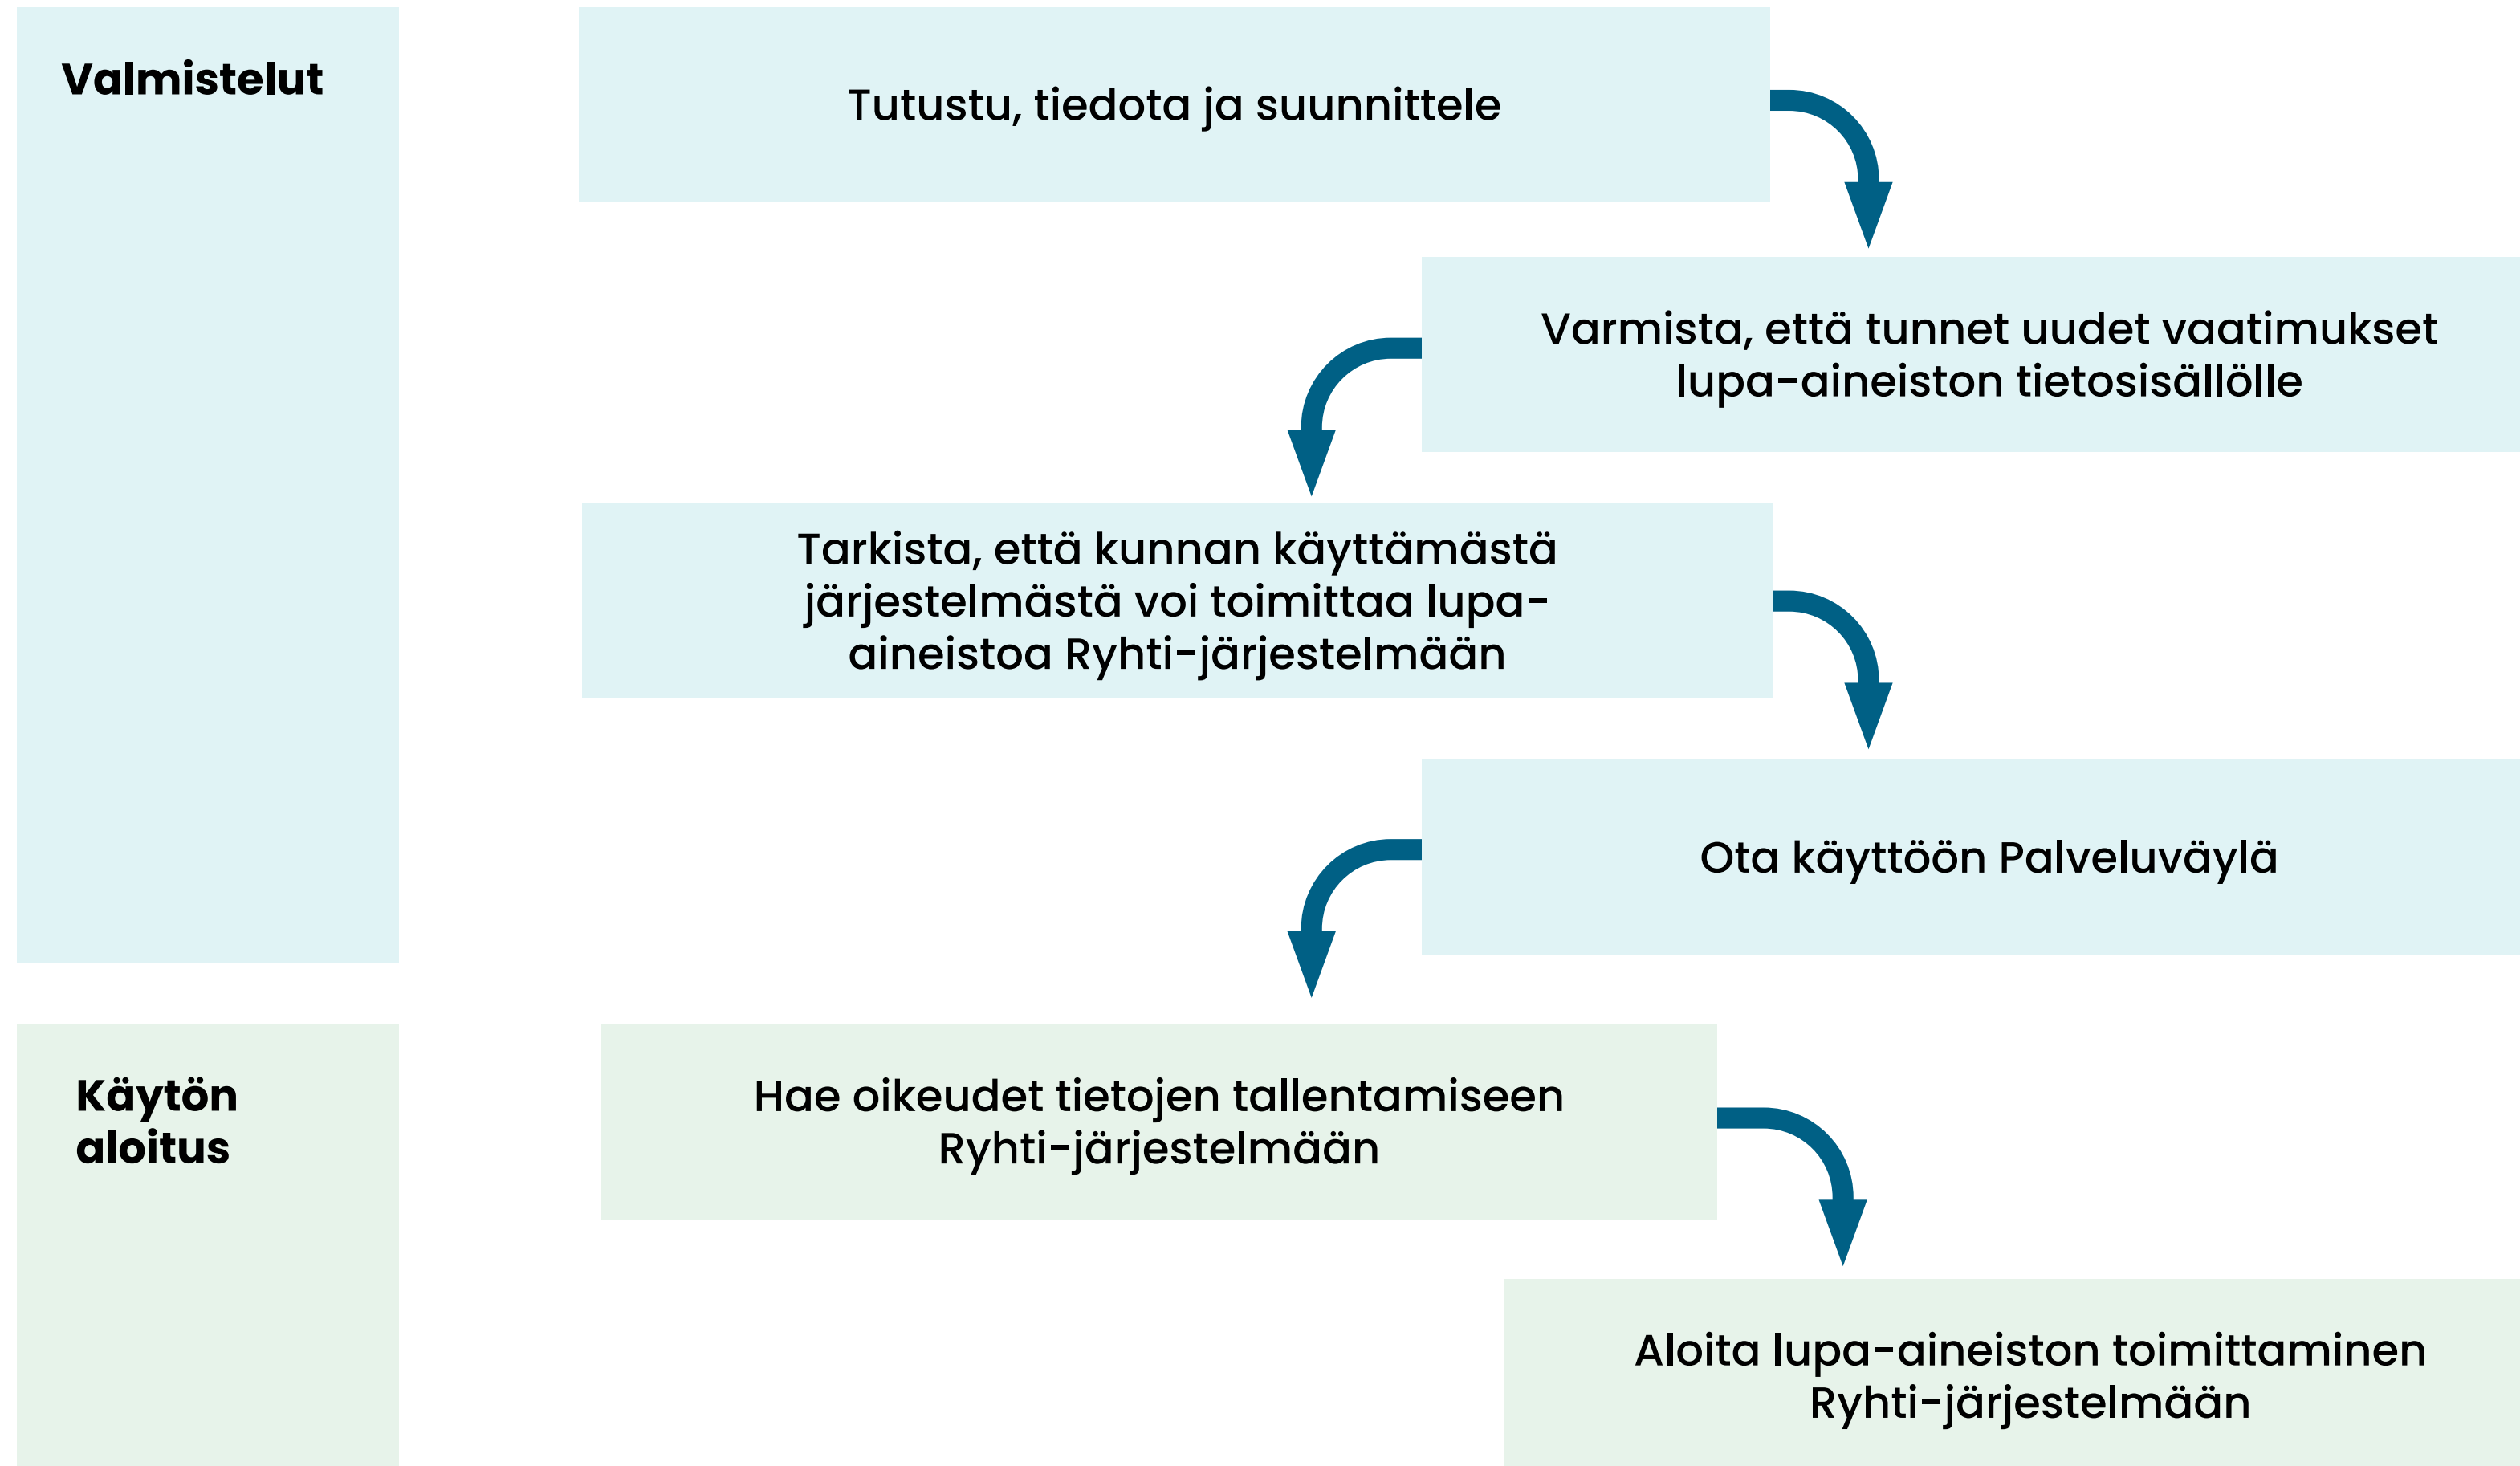 Valmistelut
Tutustu, tiedota ja suunnittele
Varmista, että tunnet uudet vaatimukset
lupa-aineiston tietosisällölle
Tarkista, että kunnan käyttämästä
järjestelmästä voi toimittaa lupa-
aineistoa Ryhti-järjestelmään
Ota käyttöön Palveluväylä
Käytön
aloitus
Hae oikeudet tietojen tallentamiseen
Ryhti-järjestelmään
Aloita lupa-aineiston toimittaminen
Ryhti-järjestelmään